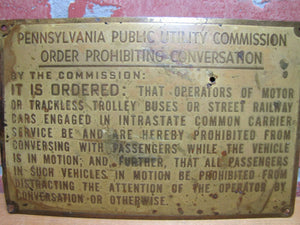 PENNSYLVANIA PUBLIC UTILITY COMMISSION
ORDER PROHIBITING CONVERSATION
BY THE COMMISSION:
IT IS ORDERED: THAT OPERATORS OF MOTOR
OR TRACKLESS TROLLEY BUSES OR STREET RAILWAY
CARS ENGAGED IN INTRASTATE COMMON CARRIER
SERVICE BE AND ARE HEREBY PROHIBITED FROM
CONVERSING WITH PASSENGERS WHILE THE VEHICLE
IS IN MOTION; AND, FURTHER, THAT ALL PASSENGERS
IN SUCH VEHICLES IN MOTION BE PROHIBITED FROM
DISTRACTING THE ATTENTION OF THE OPERATOR BY
CONVERSATION OR OTHERWISE.